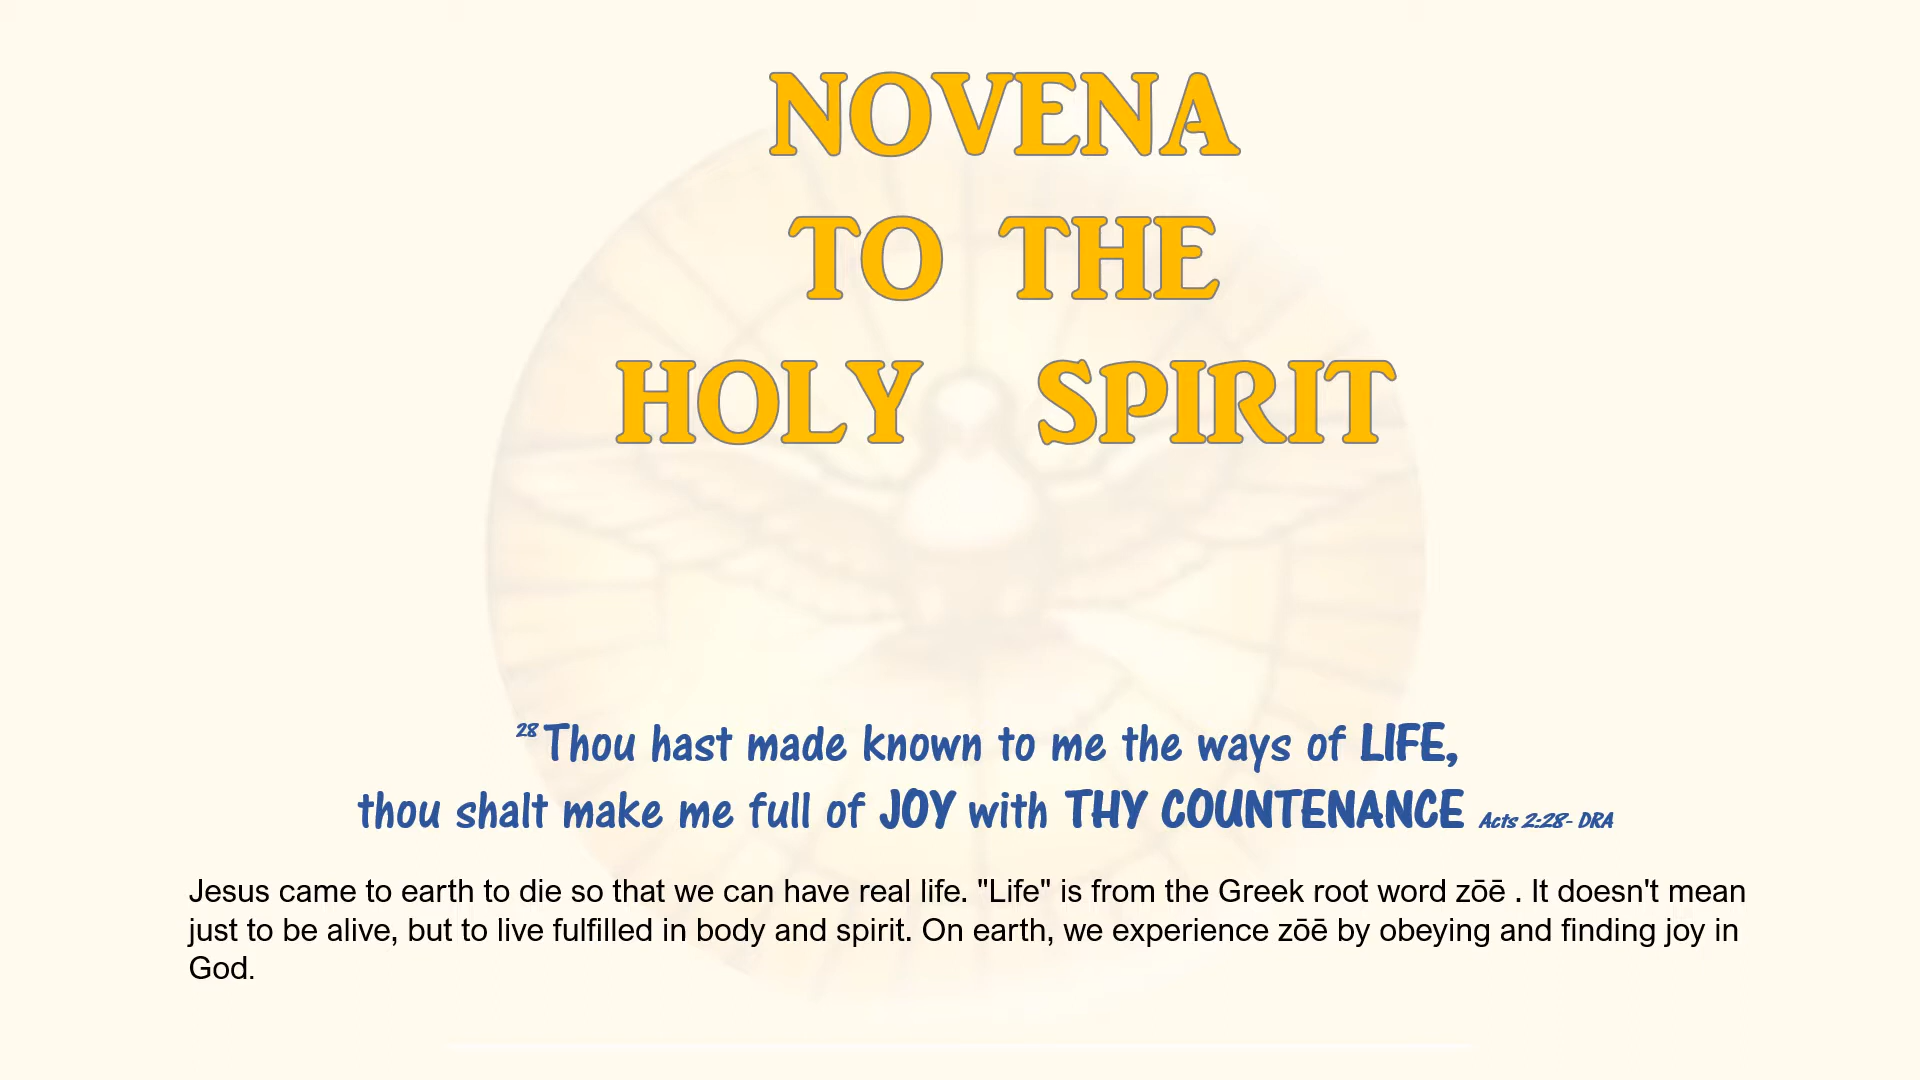 NOVENA
TO THE
HOLY SPIRIT
28 Thou hast made known to me the ways of LIFE,
thou shalt make me full of JOY with THY COUNTENANCE Acts 2:28- DRA
Jesus came to earth to die so that we can have real life. "Life" is from the Greek root word zōē . It doesn't mean
just to be alive, but to live fulfilled in body and spirit. On earth, we experience zōē by obeying and finding joy in
God.